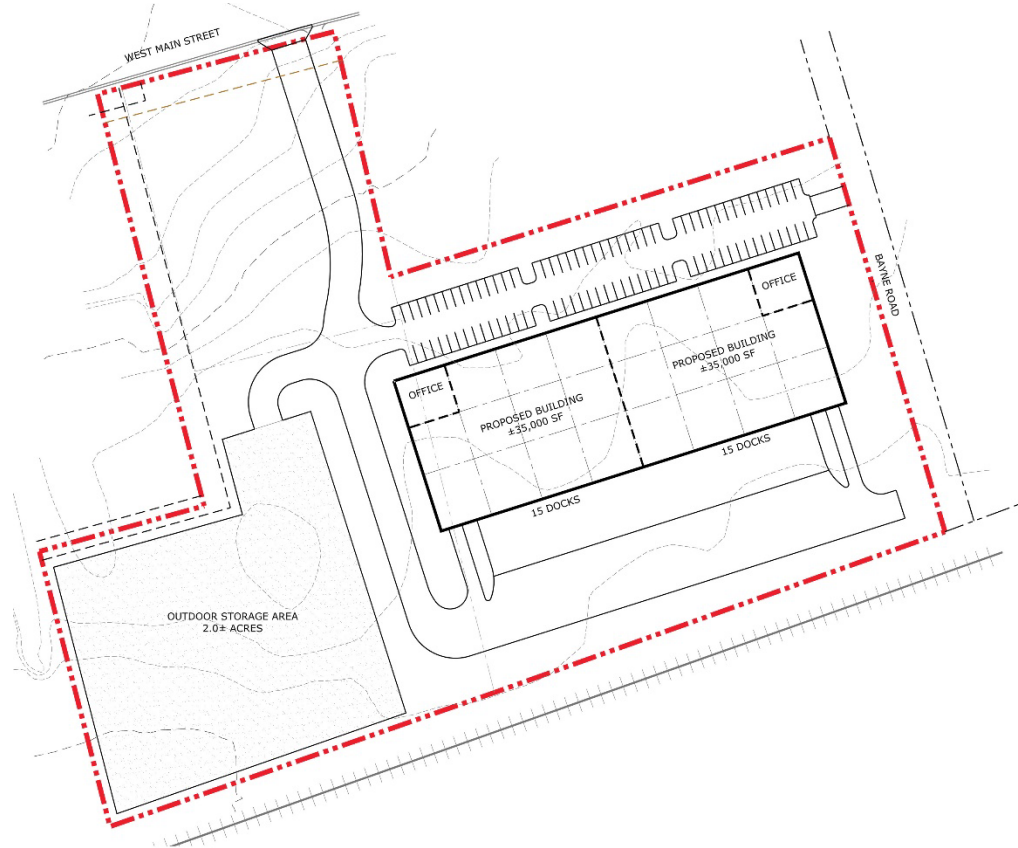 WEST MAIN STREET
BAYNE ROAD
OFFICE
PROPOSED BUILDING
±35,000 SF
OFFICE
PROPOSED BUILDING
±35,000 SF
15 DOCKS
15 DOCKS
OUTDOOR STORAGE AREA
2.0± ACRES